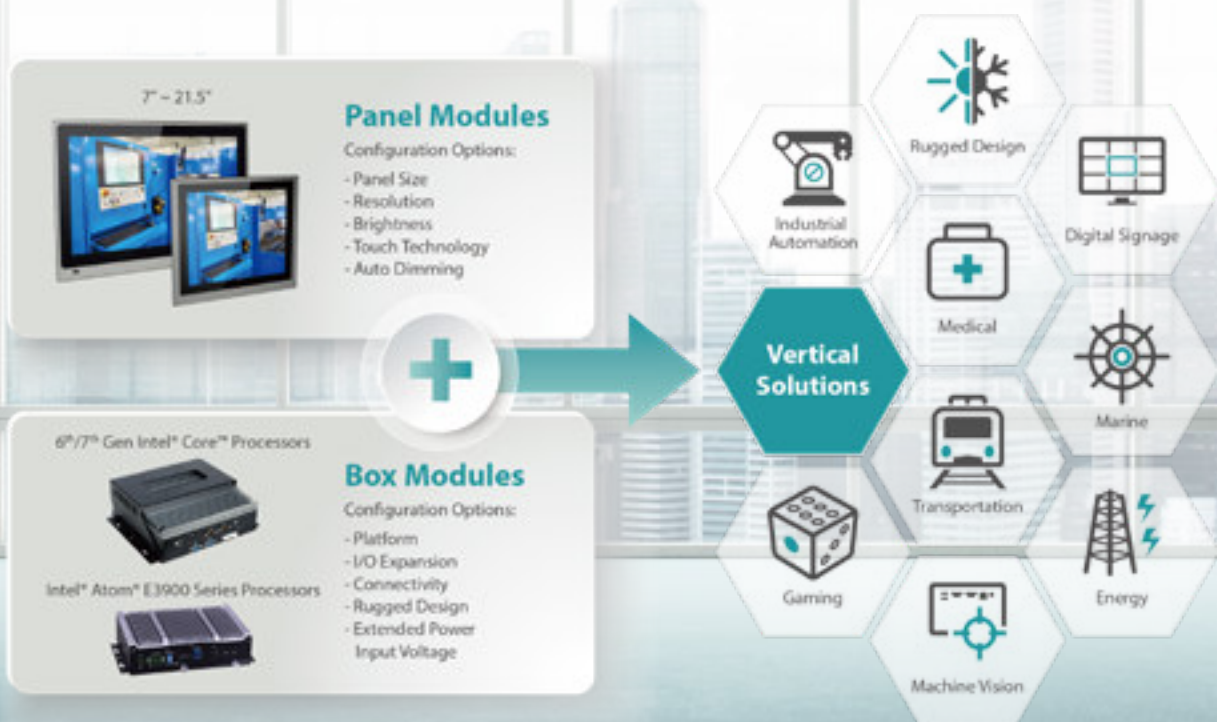 7" ~ 21.5"
Panel Modules
Configuration Options:
- Panel Size
- Resolution
- Brightness
- Touch Technology
- Auto Dimming
6th/7th Gen Intel® Core™ Processors
Box Modules
Configuration Options:
- Platform
- I/O Expansion
- Connectivity
- Rugged Design
- Extended Power
Input Voltage
Intel® Atom® E3900 Series Processors
Vertical
Solutions
Rugged Design
Industrial
Automation
Digital Signage
Medical
Marine
Transportation
Gaming
Energy
Machine Vision